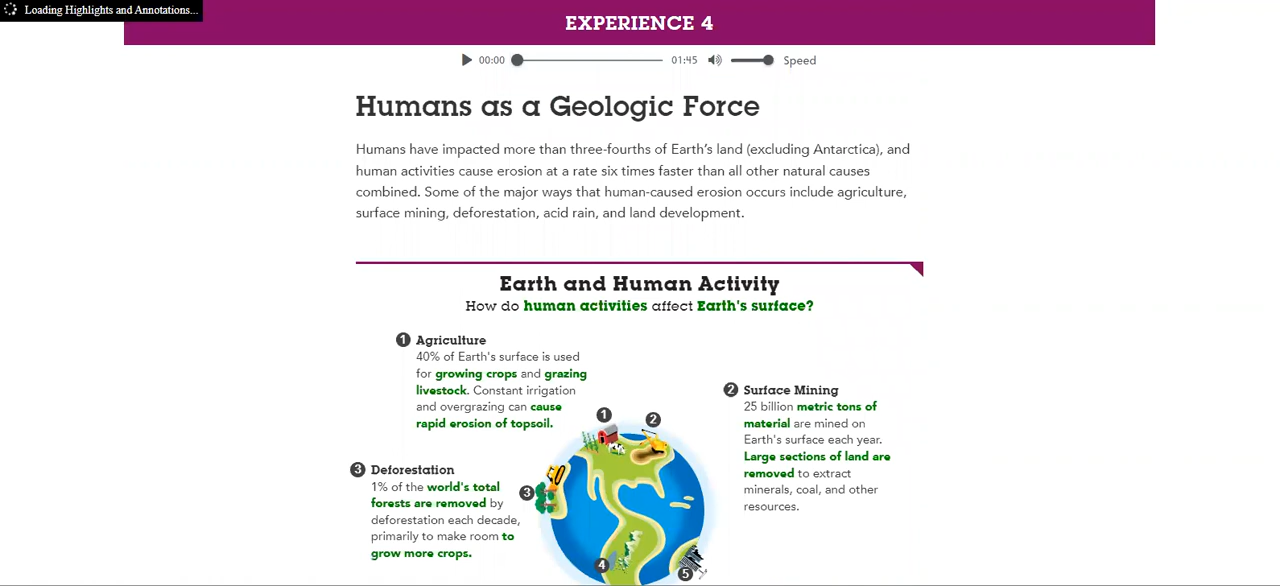 Loading Highlights and Annotations...
EXPERIENCE 4
00:00
01:45
Speed
Humans as a Geologic Force
Humans have impacted more than three-fourths of Earth's land (excluding Antarctica), and
human activities cause erosion at a rate six times faster than all other natural causes
combined. Some of the major ways that human-caused erosion occurs include agriculture,
surface mining, deforestation, acid rain, and land development.
Earth and Human Activity
How do human activities affect Earth's surface?
1 Agriculture
40% of Earth's surface is used
for growing crops and grazing
livestock. Constant irrigation
and overgrazing can cause
rapid erosion of topsoil.
2 Surface Mining
25 billion metric tons of
material are mined on
Earth's surface each year.
Large sections of land are
removed to extract
minerals, coal, and other
resources.
3 Deforestation
1% of the world's total
forests are removed by
deforestation each decade,
primarily to make room to
grow more crops.
1
2
3
4
5